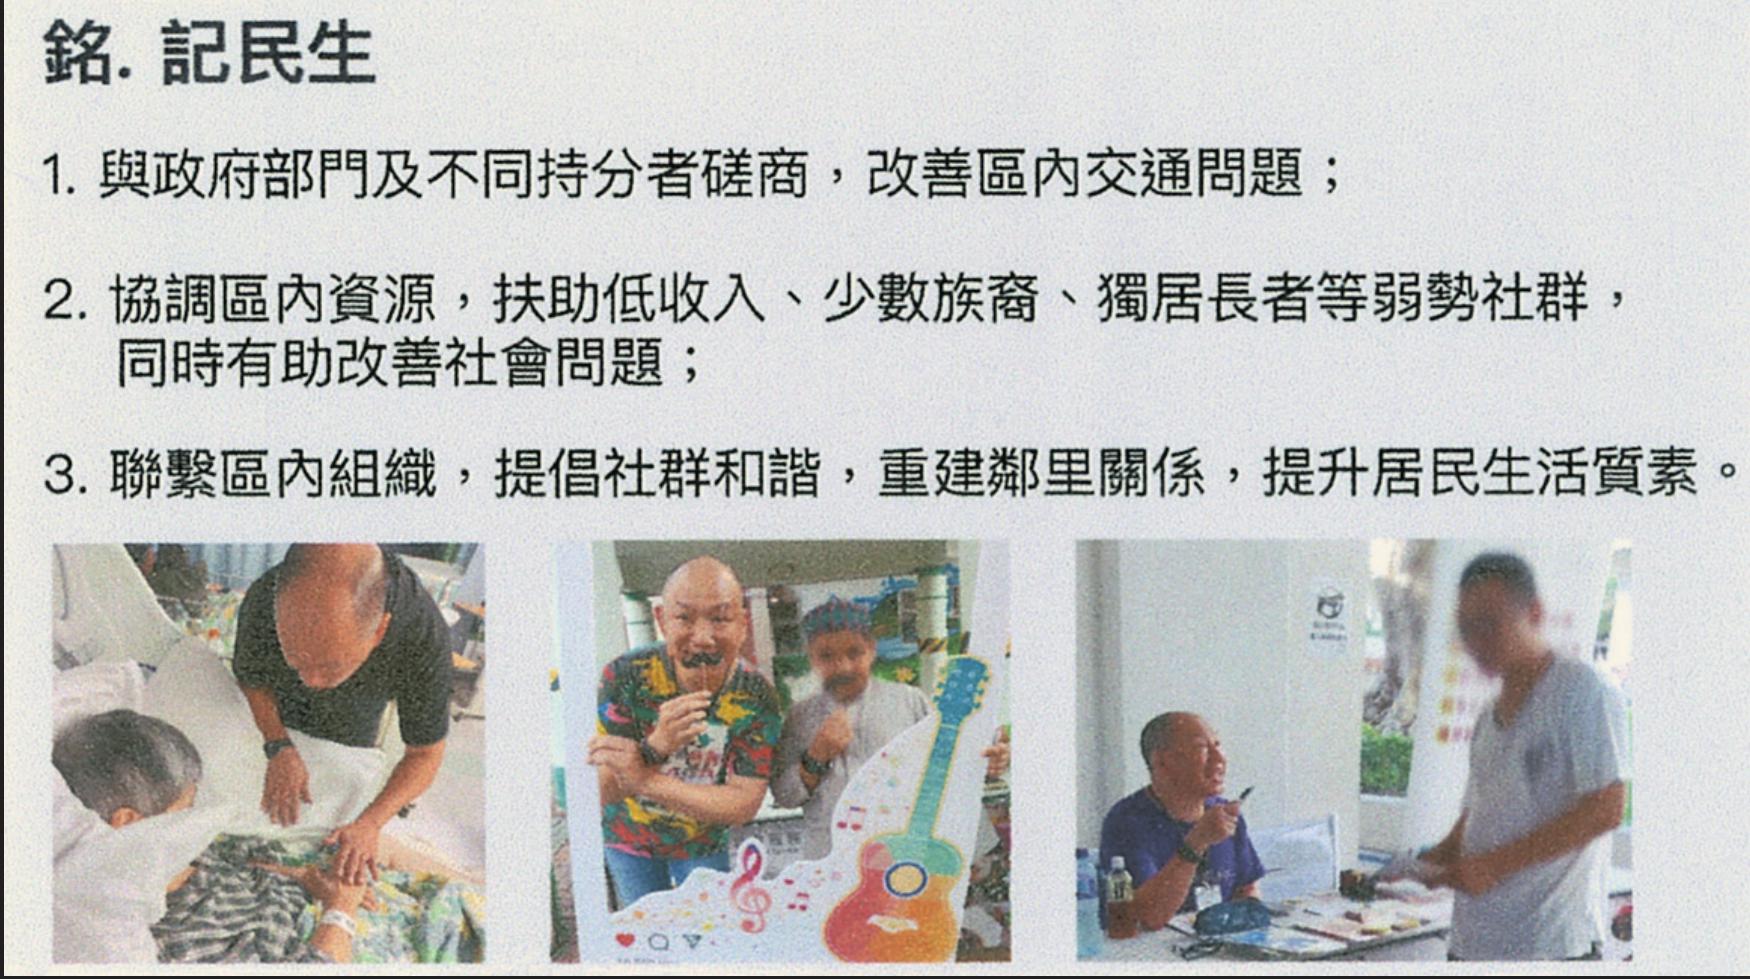 銘. 記民生
1. 與政府部門及不同持分者磋商，改善區內交通問題；
2. 協調區內資源，扶助低收入、少數族裔、獨居長者等弱勢社群，
同時有助改善社會問題；
3. 聯繫區內組織，提倡社群和諧，重建鄰里關係，提升居民生活質素。